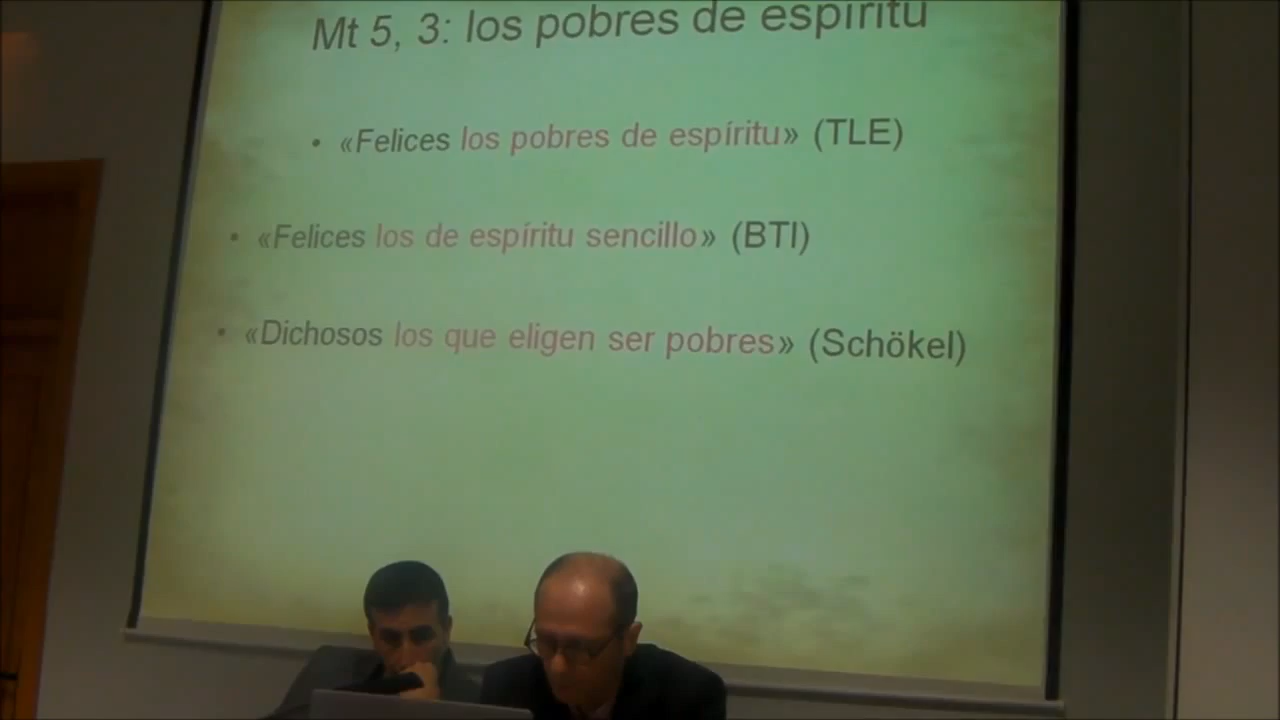 Mt 5, 3: los pobres de espíritu
• «Felices los pobres de espíritu» (TLE)
• «Felices los de espíritu sencillo» (BTI)
• «Dichosos los que eligen ser pobres» (Schökel)